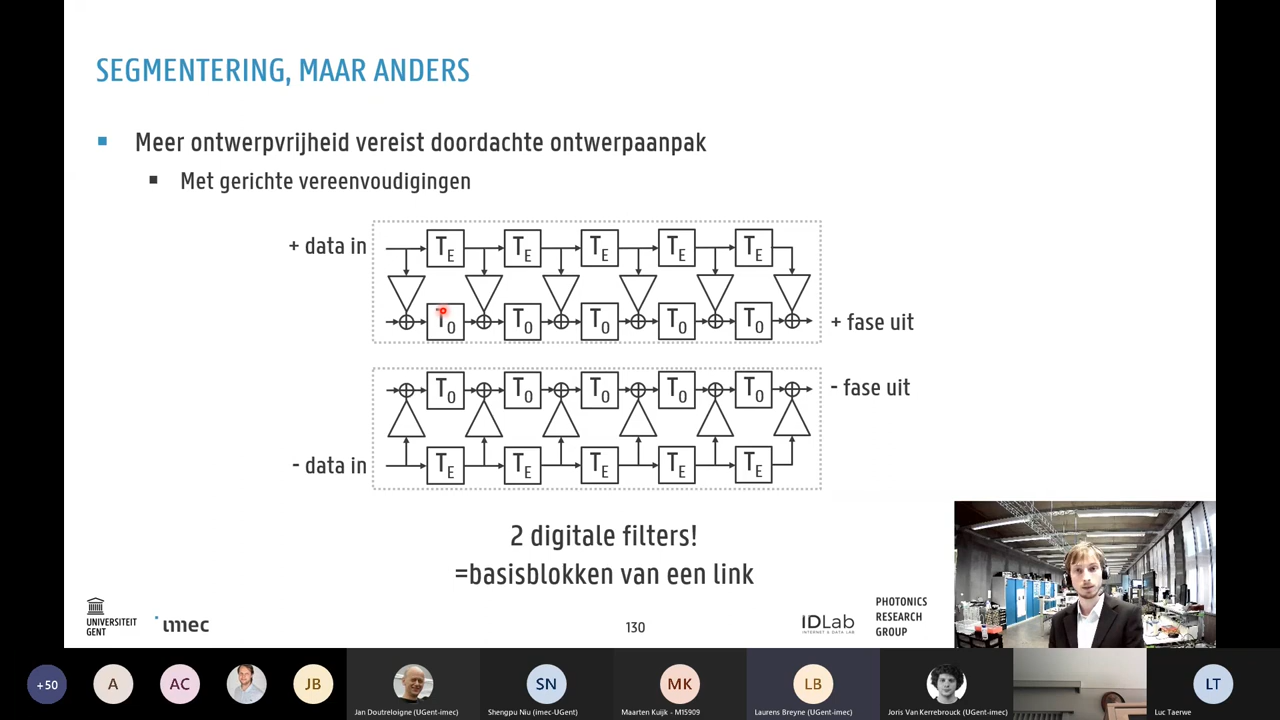 SEGMENTERING, MAAR ANDERS
Meer ontwerpvrijheid vereist doordachte ontwerpaanpak
Met gerichte vereenvoudigingen
+ data in
TE TE TE TE TE
T0 T0 T0 T0 T0
+ fase uit
T0 T0 T0 T0 T0
- fase uit
- data in
TE TE TE TE TE
2 digitale filters!
=basisblokken van een link
UNIVERSITEIT
GENT
imec
130
IDLab
INTERNET & DATA LAB
PHOTONICS
RESEARCH
GROUP
+50
A
AC
JB
Jan Doutreloigne (UGent-imec)
SN
Shengpu Niu (imec-UGent)
MK
Maarten Kuijk - M15909
LB
Laurens Breyne (UGent-imec)
Joris Van Kerrebrouck (UGent-imec)
LT
Luc Taerwe